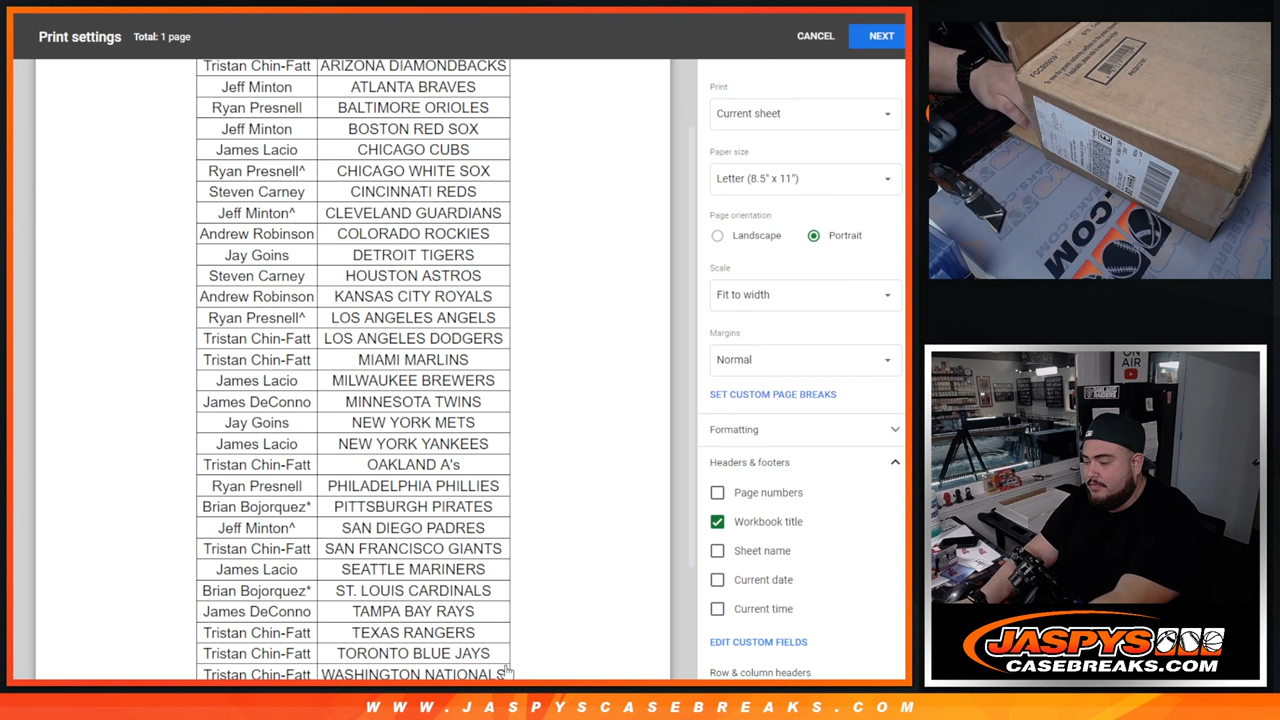 Print settings Total: 1 page CANCEL NEXT
Tristan Chin-Fatt ARIZONA DIAMONDBACKS
Jeff Minton ATLANTA BRAVES
Ryan Presnell BALTIMORE ORIOLES
Jeff Minton BOSTON RED SOX
James Lacio CHICAGO CUBS
Ryan Presnell^ CHICAGO WHITE SOX
Steven Carney CINCINNATI REDS
Jeff Minton^ CLEVELAND GUARDIANS
Andrew Robinson COLORADO ROCKIES
Jay Goins DETROIT TIGERS
Steven Carney HOUSTON ASTROS
Andrew Robinson KANSAS CITY ROYALS
Ryan Presnell^ LOS ANGELES ANGELS
Tristan Chin-Fatt LOS ANGELES DODGERS
Tristan Chin-Fatt MIAMI MARLINS
James Lacio MILWAUKEE BREWERS
James DeConno MINNESOTA TWINS
Jay Goins NEW YORK METS
James Lacio NEW YORK YANKEES
Tristan Chin-Fatt OAKLAND A's
Ryan Presnell PHILADELPHIA PHILLIES
Brian Bojorquez* PITTSBURGH PIRATES
Jeff Minton^ SAN DIEGO PADRES
Tristan Chin-Fatt SAN FRANCISCO GIANTS
James Lacio SEATTLE MARINERS
Brian Bojorquez* ST. LOUIS CARDINALS
James DeConno TAMPA BAY RAYS
Tristan Chin-Fatt TEXAS RANGERS
Tristan Chin-Fatt TORONTO BLUE JAYS
Tristan Chin-Fatt WASHINGTON NATIONALS
Print
Current sheet
Paper size
Letter (8.5" x 11")
Page orientation
Landscape Portrait
Scale
Fit to width
Margins
Normal
SET CUSTOM PAGE BREAKS
Formatting
Headers & footers
Page numbers
Workbook title
Sheet name
Current date
Current time
EDIT CUSTOM FIELDS
Row & column headers
.COM
ON
AIR
JASPYS
CASEBREAKS.COM
WWW.JASPYSCASEBREAKS.COM